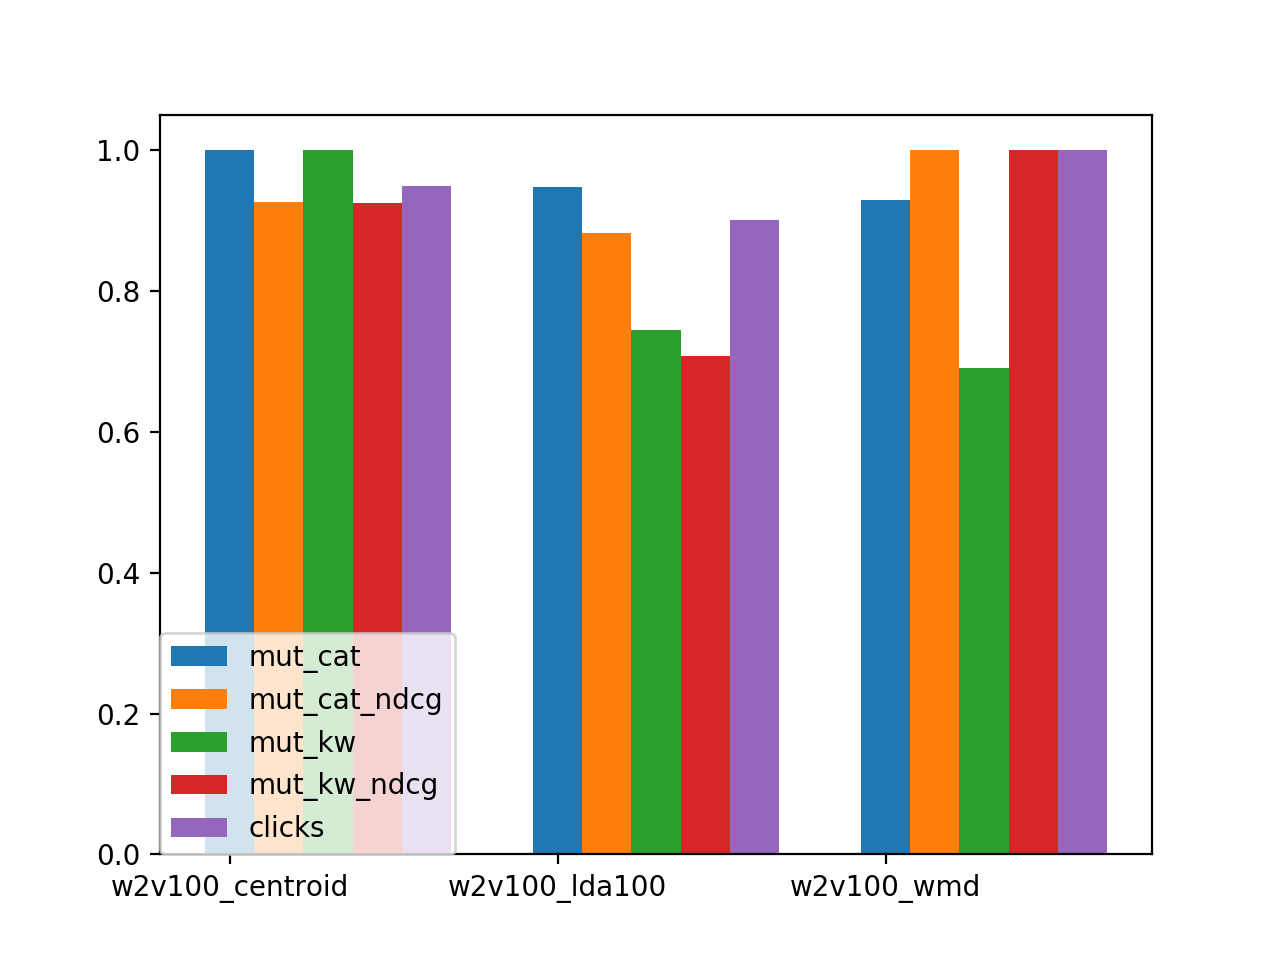 1.0
0.8
0.6
0.4
0.2
0.0
mut_cat
mut_cat_ndcg
mut_kw
mut_kw_ndcg
clicks
w2v100_centroid
w2v100_lda100
w2v100_wmd